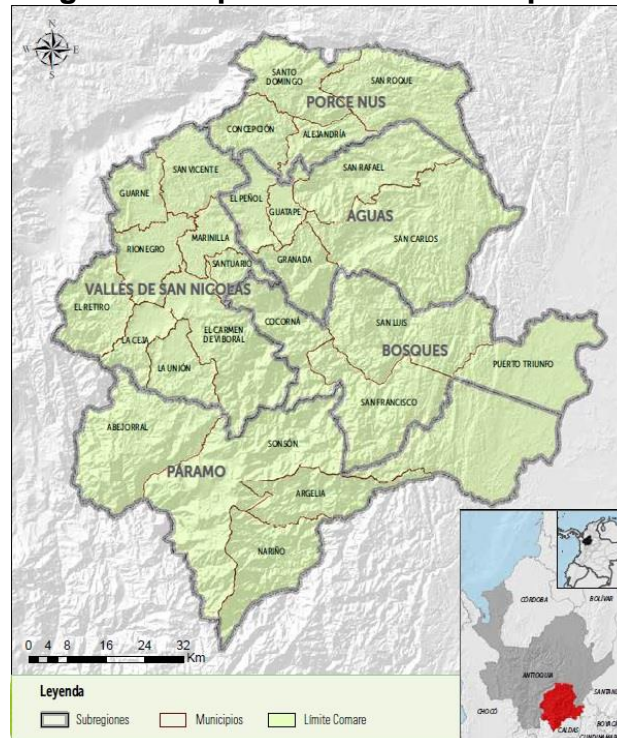 N
W E
S
SANTO
DOMINGO
SAN ROQUE
PORCE NUS
CONCEPCIÓN
ALEJANDRÍA
SAN VICENTE
SAN RAFAEL
GUARNE
EL PEÑOL
GUATAPE
AGUAS
MARINILLA
SAN CARLOS
RIONEGRO
SANTUARIO
GRANADA
VALLES DE SAN NICOLAS
EL RETIRO
COCORNÁ
SAN LUIS
EL CARMEN
DE VIBORAL
LA CEJA
BOSQUES
PUERTO TRIUNFO
LA UNIÓN
SAN FRANCISCO
ABEJORRAL
SONSÓN
PÁRAMO
ARGELIA
NARIÑO
0 4 8 16 24 32
Km
CÓRDOBA
BOLÍVAR
ANTIOQUIA
CHOCÓ
CALDAS
Leyenda
Subregiones
Municipios
Límite Comare